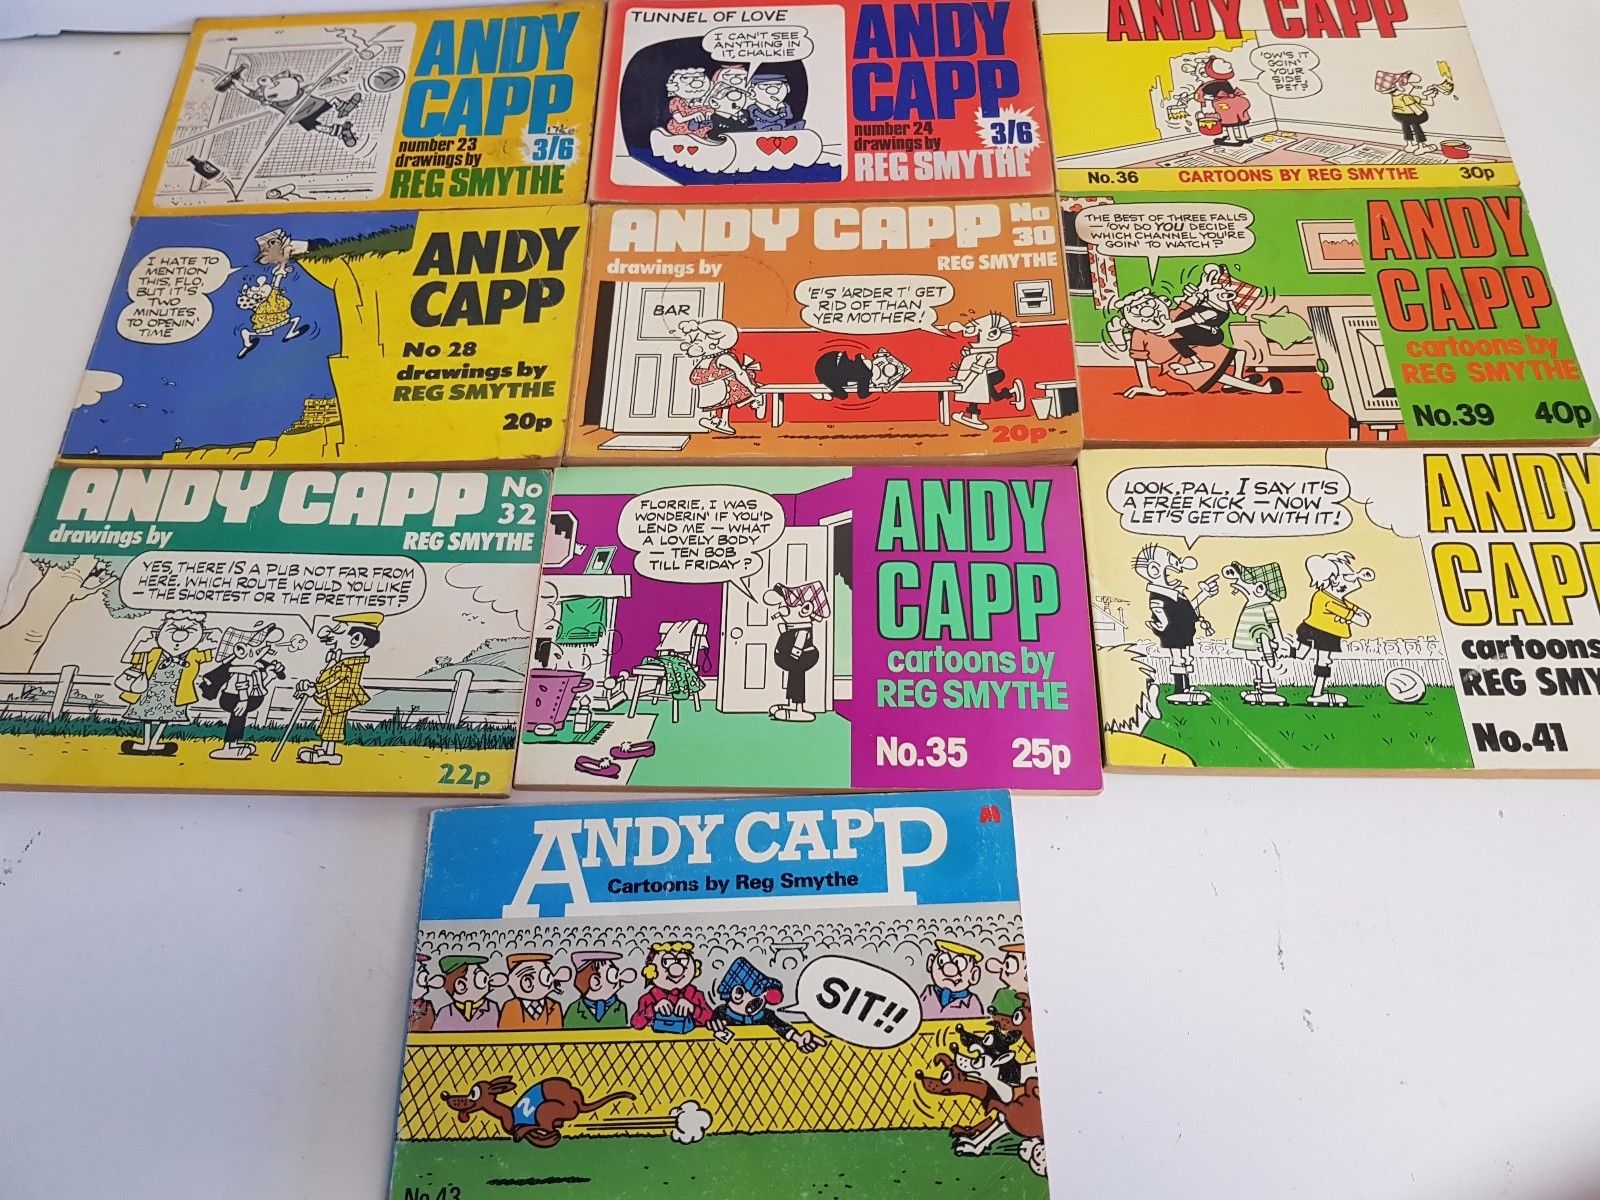 ANDY
CAPP
number 23
drawings by
3/6
REG SMYTHE
TUNNEL OF LOVE
I CAN'T SEE
ANYTHING IN
IT, CHALKIE
ANDY
CAPP
number 24
drawings by
3/6
REG SMYTHE
ANDY CAPP
'OW'S IT
GOIN'
YOUR
SIDE,
PET?
No.36
CARTOONS BY REG SMYTHE
30p
I HATE TO
MENTION
THIS, FLO,
BUT IT'S
TWO
MINUTES
TO OPENIN'
TIME
ANDY
CAPP
No 28
drawings by
REG SMYTHE
20p
ANDY CAPP No
30
drawings by
REG SMYTHE
BAR
'E'S 'ARDER T' GET
RID OF THAN
YER MOTHER!
20p
THE BEST OF THREE FALLS
— 'OW DO YOU DECIDE
WHICH CHANNEL YOU'RE
GOIN' TO WATCH?
ANDY
CAPP
cartoons by
REG SMYTHE
No.39 40p
ANDY CAPP No
32
drawings by
REG SMYTHE
YES, THERE IS A PUB NOT FAR FROM
HERE. WHICH ROUTE WOULD YOU LIKE
— THE SHORTEST OR THE PRETTIEST?
22p
FLORRIE, I WAS
WONDERIN' IF YOU'D
LEND ME — WHAT
A LOVELY BODY
— TEN BOB
TILL FRIDAY?
ANDY
CAPP
cartoons by
REG SMYTHE
No.35 25p
LOOK, PAL, I SAY IT'S
A FREE KICK — NOW —
LET'S GET ON WITH IT!
ANDY
CAP
cartoons
REG SMY
No.41
M
ANDY CAPP
Cartoons by Reg Smythe
SIT!!
2
No 43